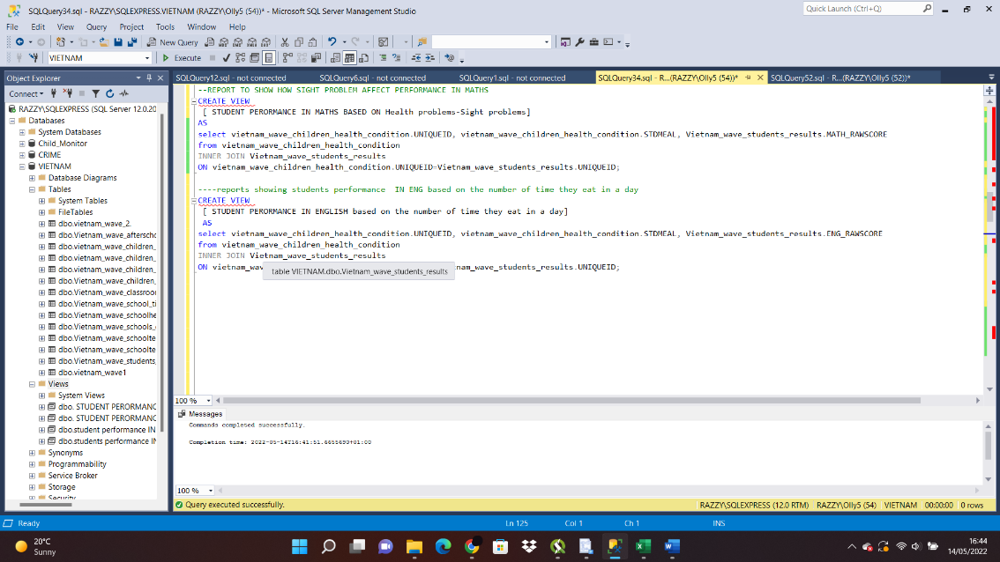 SQLQuery34.sql - RAZZY\SQLEXPRESS.VIETNAM (RAZZY\Olly5 (54))* - Microsoft SQL Server Management Studio
Quick Launch (Ctrl+Q)
File Edit View Query Project Tools Window Help
New Query
VIETNAM
Execute
Object Explorer
SQLQuery12.sql - not connected
SQLQuery6.sql - not connected
SQLQuery1.sql - not connected
SQLQuery34.sql - R...(RAZZY\Olly5 (54))*
SQLQuery52.sql - R...(RAZZY\Olly5 (52))*
Connect
RAZZY\SQLEXPRESS (SQL Server 12.0.20
Databases
System Databases
Child_Monitor
CRIME
VIETNAM
Database Diagrams
Tables
System Tables
FileTables
dbo.vietnam_wave_2.
dbo.Vietnam_wave_afterscho
dbo.Vietnam_wave_children_
dbo.Vietnam_wave_children_
dbo.Vietnam_wave_children_
dbo.Vietnam_wave_children_
dbo.Vietnam_wave_classroor
dbo.Vietnam_wave_school_ti
dbo.Vietnam_wave_schoolhe
dbo.Vietnam_wave_schools_
dbo.Vietnam_wave_schoolte
dbo.Vietnam_wave_schoolte
dbo.Vietnam_wave_students_
dbo.vietnam_wave1
Views
System Views
dbo. STUDENT PERORMANC
dbo. STUDENT PERORMANC
dbo.student performance IN
dbo.students performance IN
Synonyms
Programmability
Service Broker
Storage
Security
--REPORT TO SHOW HOW SIGHT PROBLEM AFFECT PERFORMANCE IN MATHS
CREATE VIEW
[ STUDENT PERORMANCE IN MATHS BASED ON Health problems-Sight problems]
AS
select vietnam_wave_children_health_condition.UNIQUEID, vietnam_wave_children_health_condition.STDMEAL, Vietnam_wave_students_results.MATH_RAWSCORE
from vietnam_wave_children_health_condition
INNER JOIN Vietnam_wave_students_results
ON vietnam_wave_children_health_condition.UNIQUEID=Vietnam_wave_students_results.UNIQUEID;
----reports showing students performance IN ENG based on the number of time they eat in a day
CREATE VIEW
[ STUDENT PERORMANCE IN ENGLISH based on the number of time they eat in a day]
AS
select vietnam_wave_children_health_condition.UNIQUEID, vietnam_wave_children_health_condition.STDMEAL, Vietnam_wave_students_results.ENG_RAWSCORE
from vietnam_wave_children_health_condition
INNER JOIN Vietnam_wave_students_results
ON vietnam_wav table VIETNAM.dbo.Vietnam_wave_students_results nam_wave_students_results.UNIQUEID;
100 %
Messages
Commands completed successfully.
Completion time: 2022-05-14T16:41:51.6655690+01:00
100 %
Query executed successfully.
RAZZY\SQLEXPRESS (12.0 RTM) RAZZY\Olly5 (54) VIETNAM 00:00:00 0 rows
Ready Ln 125 Col 1 Ch 1 INS
20°C
Sunny
16:44
14/05/2022